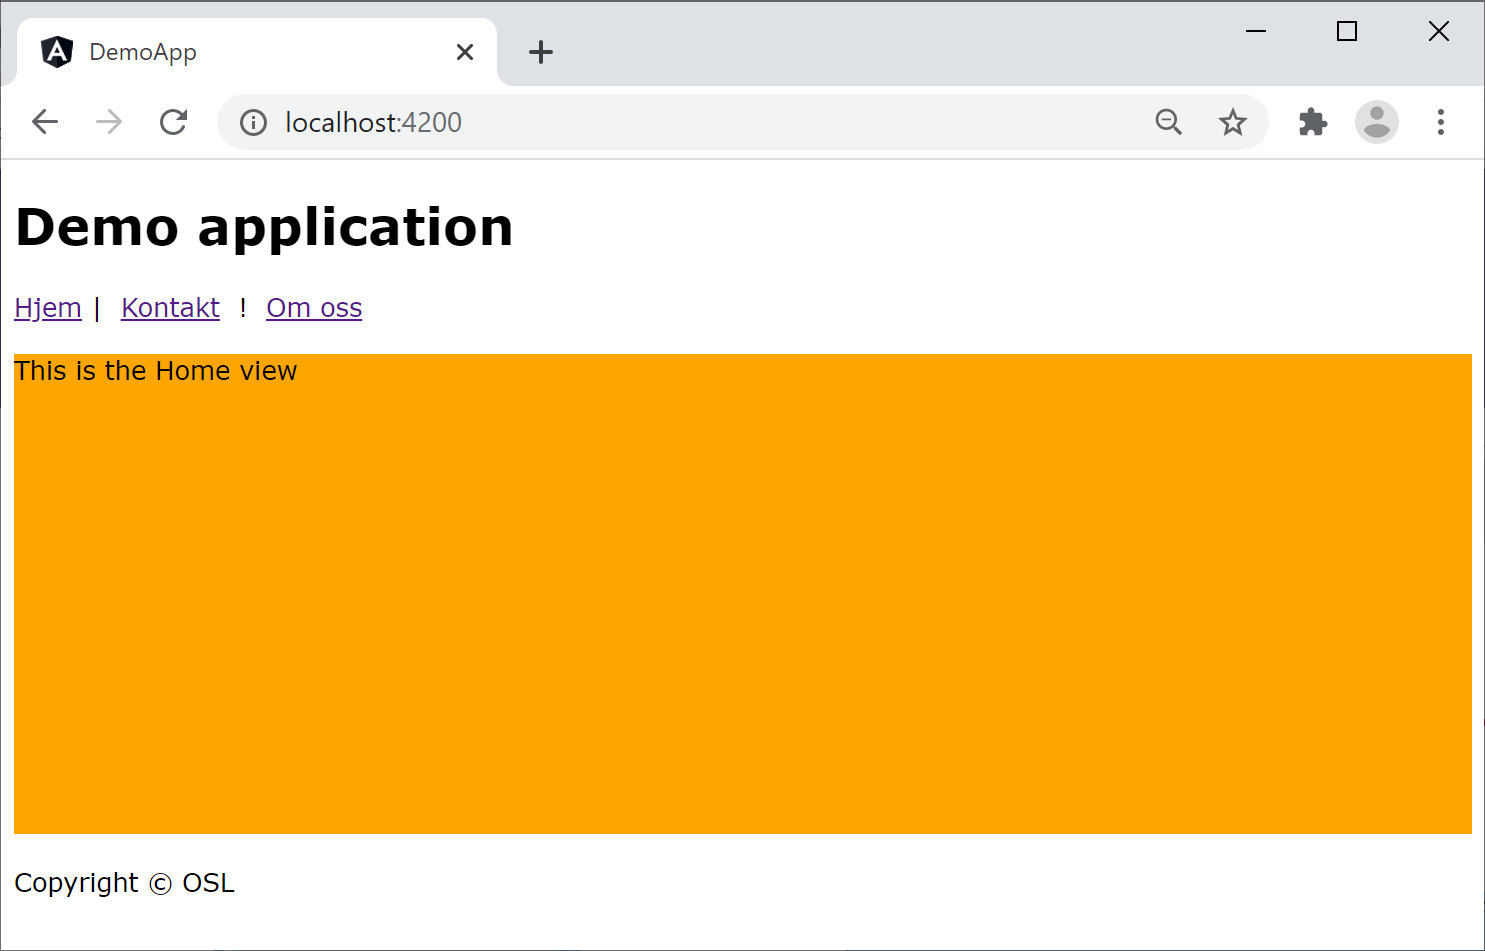 DemoApp
localhost:4200
Demo application
Hjem | Kontakt ! Om oss
This is the Home view
Copyright © OSL